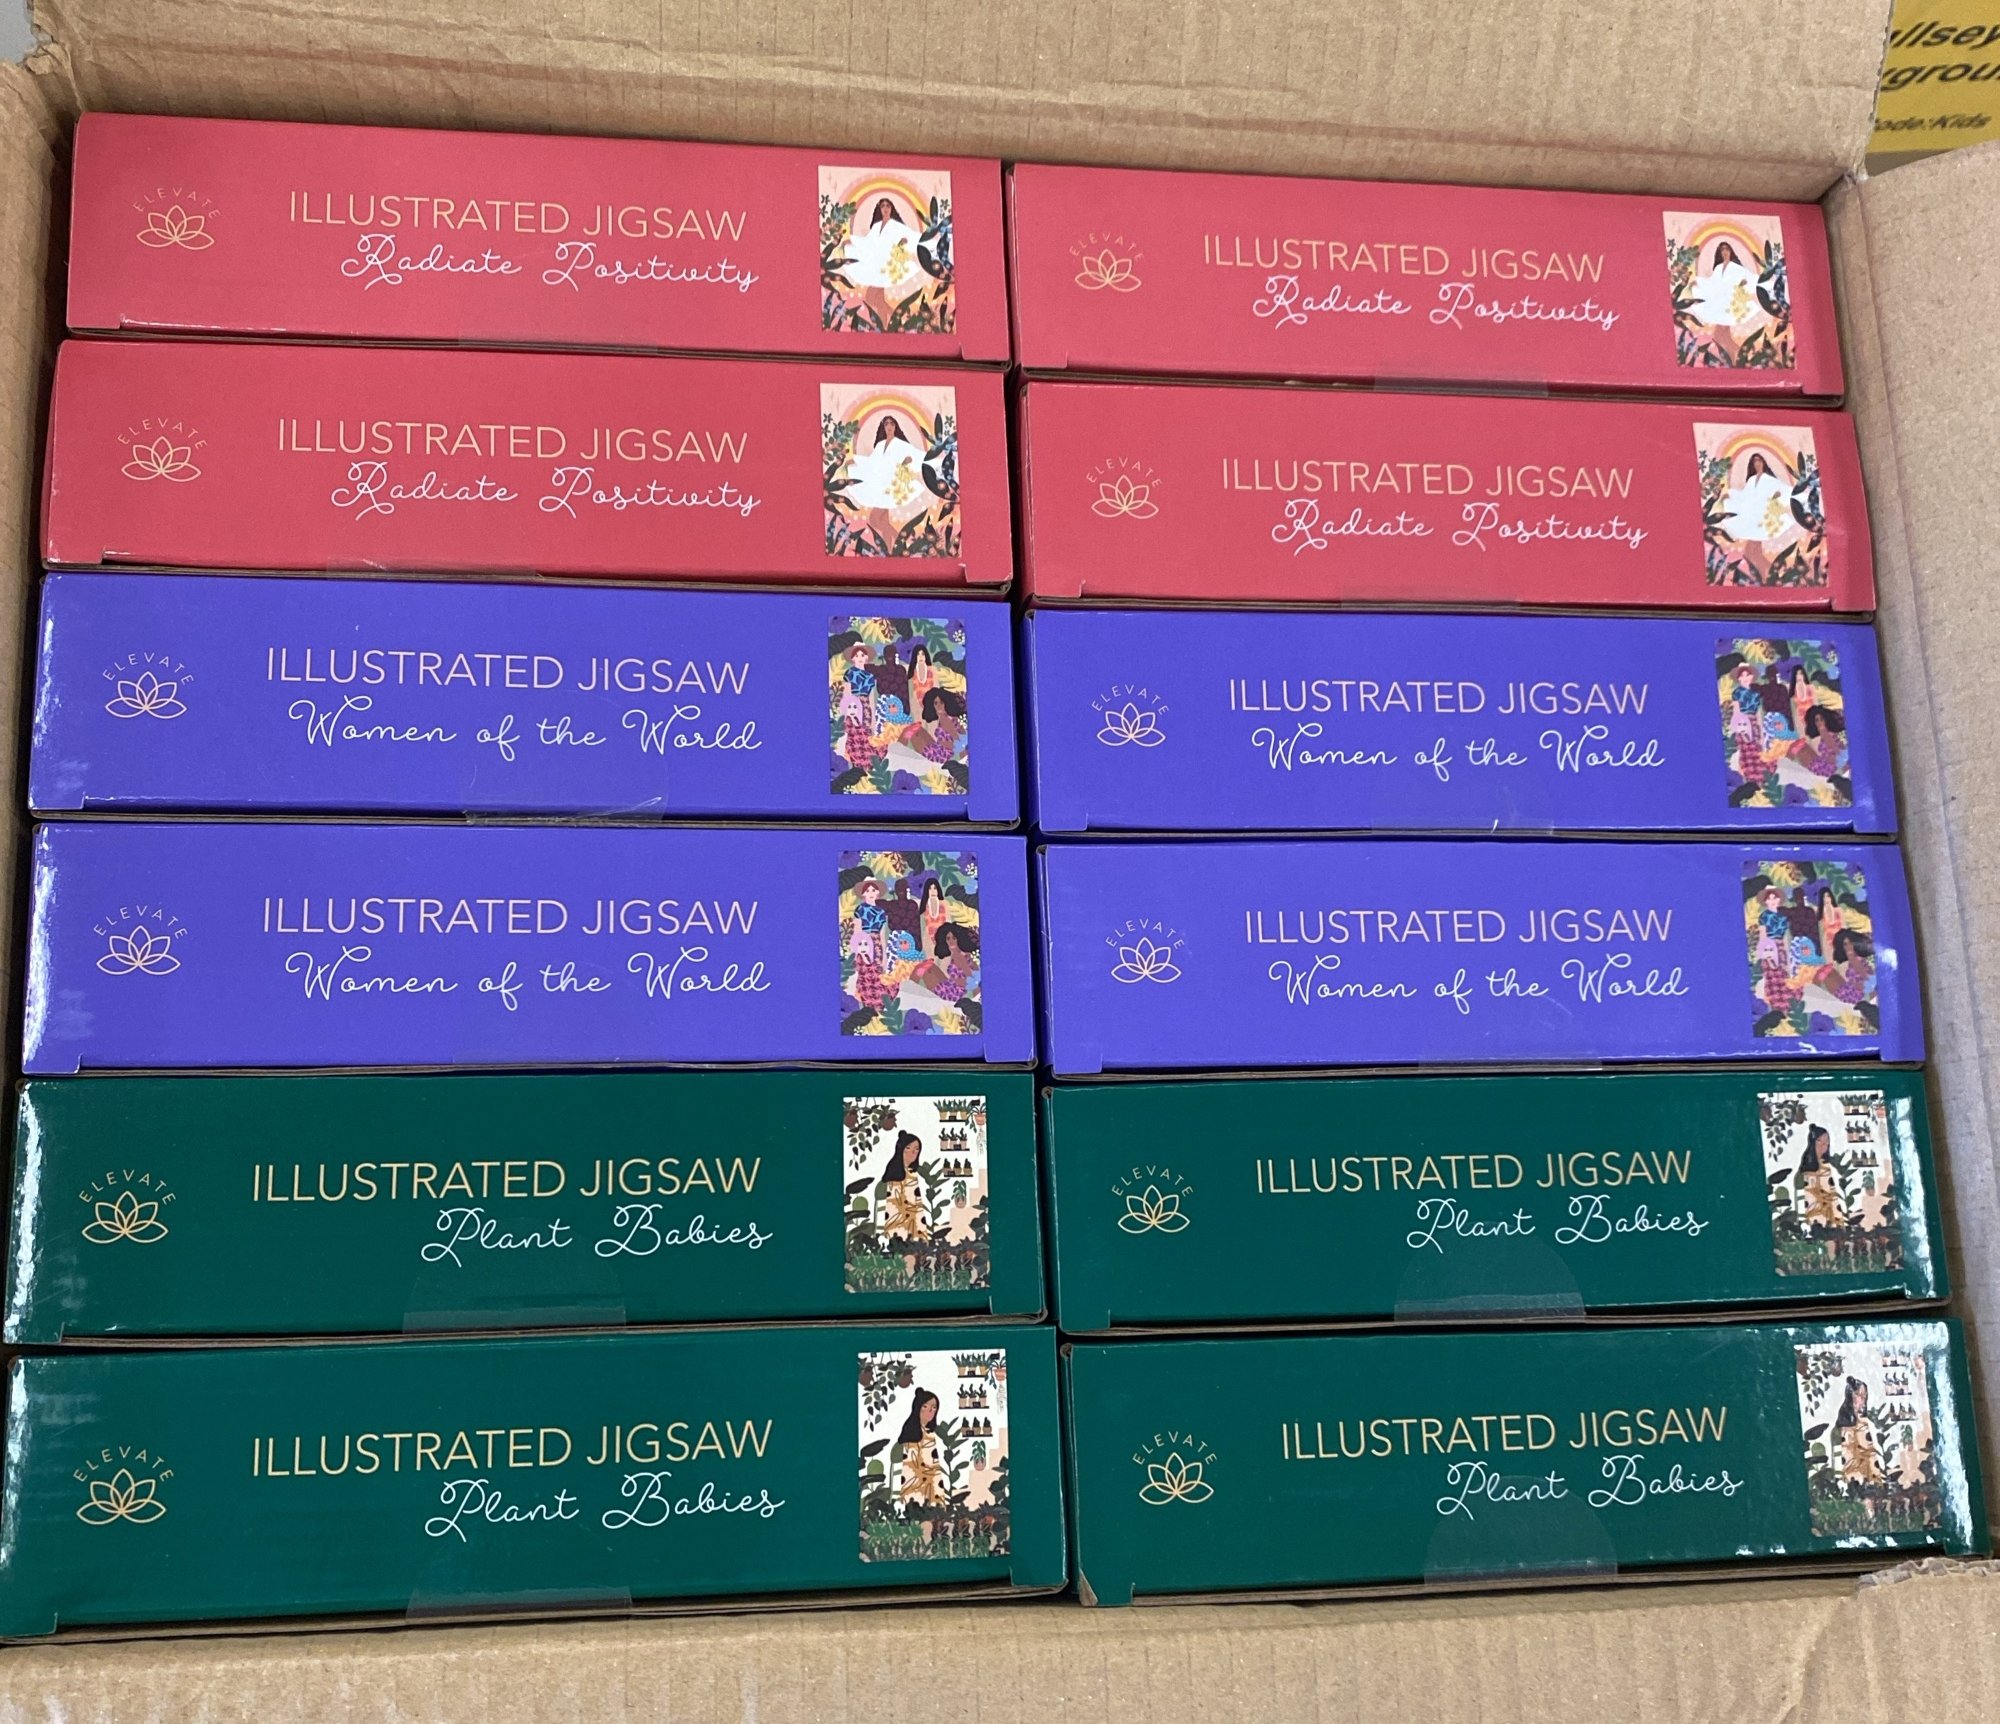 ELEVATE
ILLUSTRATED JIGSAW
Radiate Positivity
ELEVATE
ILLUSTRATED JIGSAW
Radiate Positivity
ELEVATE
ILLUSTRATED JIGSAW
Radiate Positivity
ELEVATE
ILLUSTRATED JIGSAW
Radiate Positivity
ELEVATE
ILLUSTRATED JIGSAW
Women of the World
ELEVATE
ILLUSTRATED JIGSAW
Women of the World
ELEVATE
ILLUSTRATED JIGSAW
Women of the World
ELEVATE
ILLUSTRATED JIGSAW
Women of the World
ELEVATE
ILLUSTRATED JIGSAW
Plant Babies
ELEVATE
ILLUSTRATED JIGSAW
Plant Babies
ELEVATE
ILLUSTRATED JIGSAW
Plant Babies
ELEVATE
ILLUSTRATED JIGSAW
Plant Babies